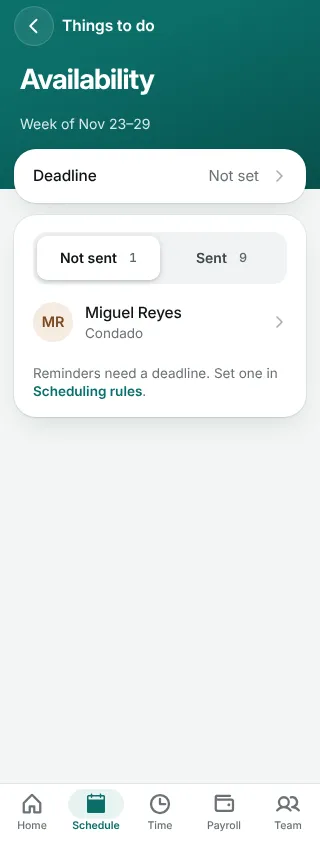 Things to do
Availability
Week of Nov 23–29
Deadline Not set
Not sent 1 Sent 9
MR Miguel Reyes
Condado
Reminders need a deadline. Set one in
Scheduling rules.
Home Schedule Time Payroll Team